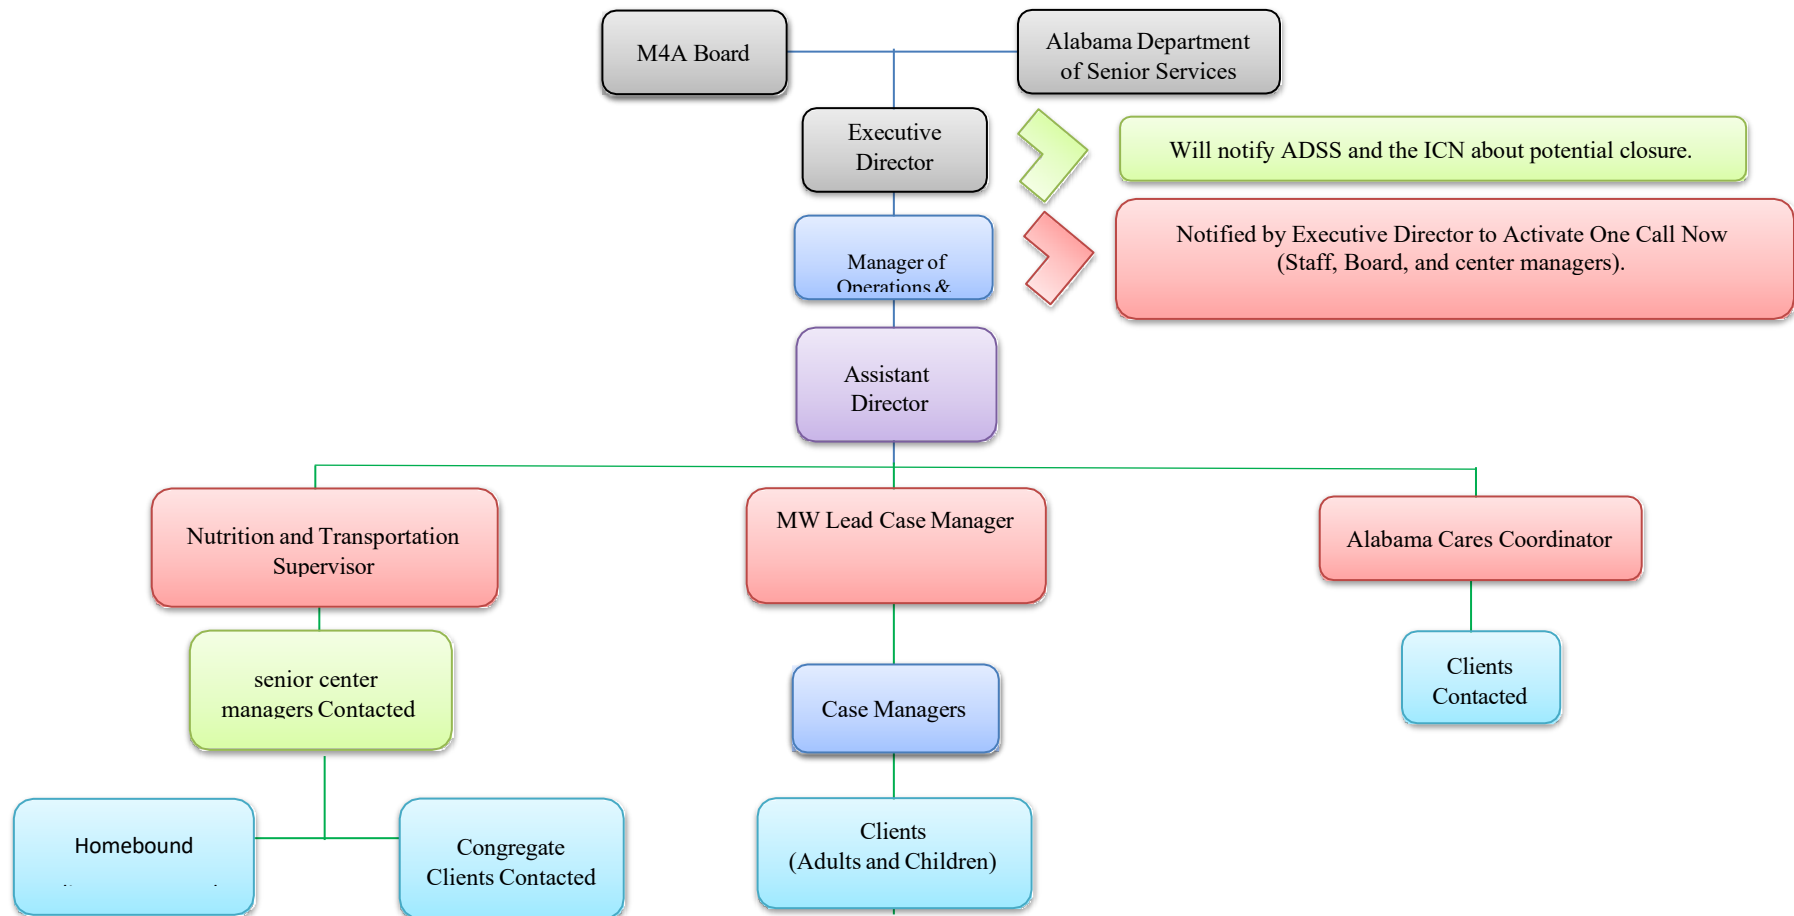 M4A Board
Alabama Department
of Senior Services
Executive
Director
Will notify ADSS and the ICN about potential closure.
Manager of
Operations &
Notified by Executive Director to Activate One Call Now
(Staff, Board, and center managers).
Assistant
Director
Nutrition and Transportation
Supervisor
MW Lead Case Manager
Alabama Cares Coordinator
senior center
managers Contacted
Case Managers
Clients
Contacted
Homebound
Congregate
Clients Contacted
Clients
(Adults and Children)